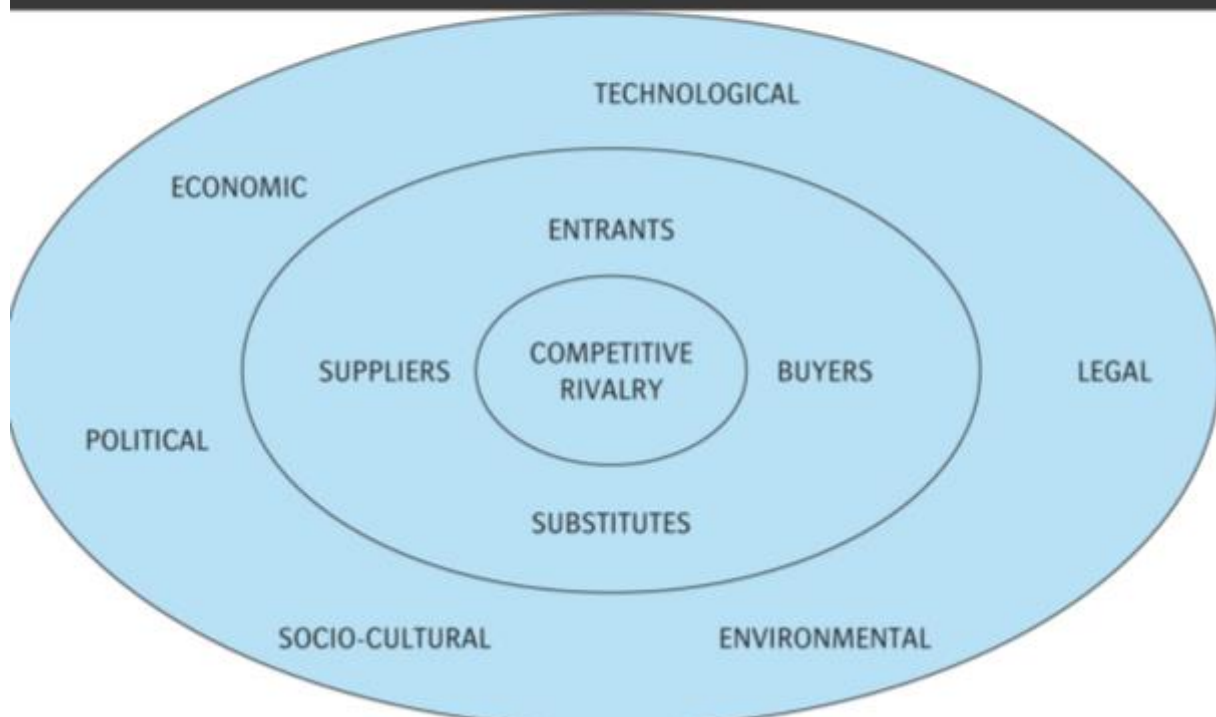 TECHNOLOGICAL
ECONOMIC
ENTRANTS
SUPPLIERS
COMPETITIVE
RIVALRY
BUYERS
LEGAL
POLITICAL
SUBSTITUTES
SOCIO-CULTURAL
ENVIRONMENTAL